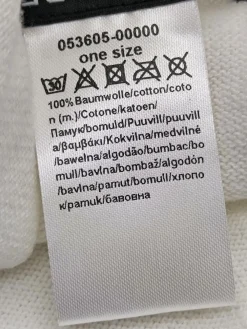 053605-00000
one size
30
100% Baumwolle/cotton/coto
n (m.)/Colone/katoen/
Памук/bomuld/Puuvill/puuvill
a/βαμβάκι/Kokvilna/medvilnė
/bawełna/algodão/bumbac/bo
mull/bavlna/bombaž/algodón
/bavlna/pamut/bomull/хлопо
к/pamuk/бавовна